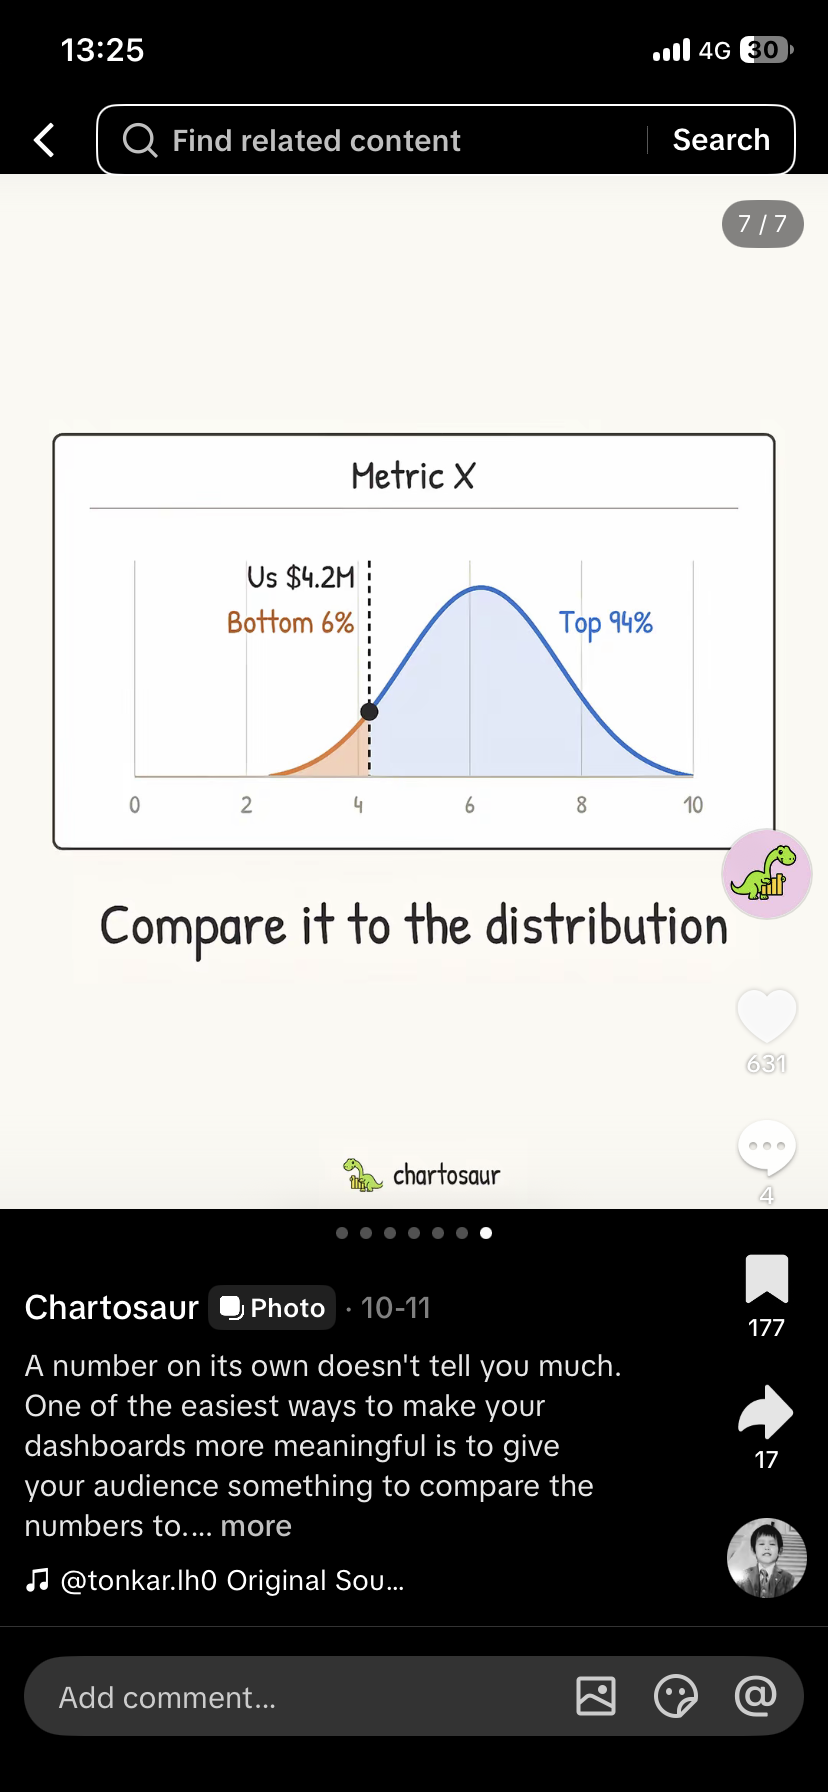 13:25
4G
30
Find related content
Search
7 / 7
Metric X
Us $4.2M
Bottom 6%
Top 94%
0 2 4 6 8 10
Compare it to the distribution
631
4
chartosaur
Chartosaur Photo · 10-11
A number on its own doesn't tell you much.
One of the easiest ways to make your
dashboards more meaningful is to give
your audience something to compare the
numbers to.... more
177
17
@tonkar.lh0 Original Sou...
Add comment...